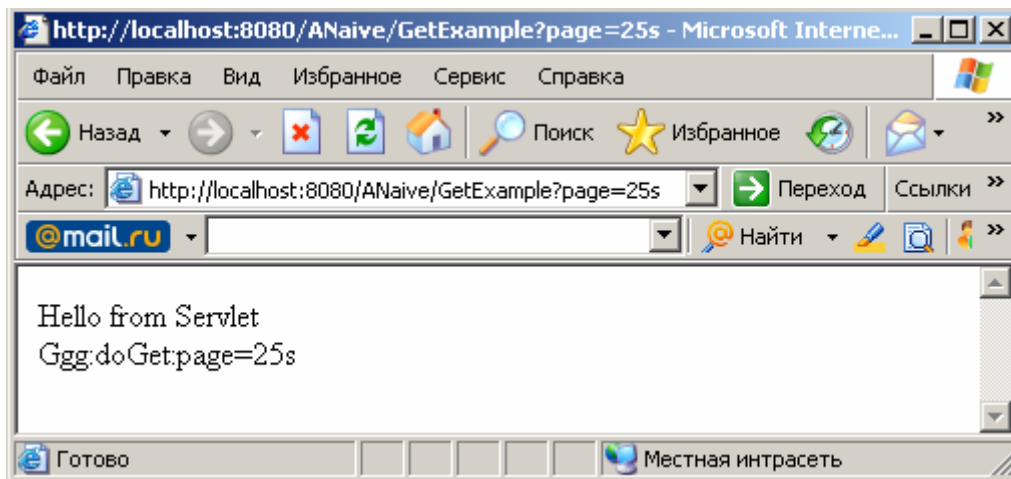 http://localhost:8080/ANaive/GetExample?page=25s - Microsoft Interne...
Файл Правка Вид Избранное Сервис Справка
Назад Поиск Избранное »
Адрес: http://localhost:8080/ANaive/GetExample?page=25s Переход Ссылки »
@mail.ru Найти »
Hello from Servlet
Ggg:doGet:page=25s
Готово Местная интрасеть